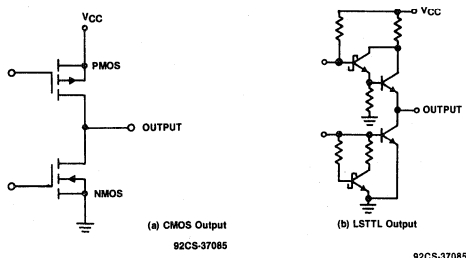 VCC
PMOS
OUTPUT
NMOS
(a) CMOS Output
92CS-37085
VCC
OUTPUT
(b) LSTTL Output
92CS-37085